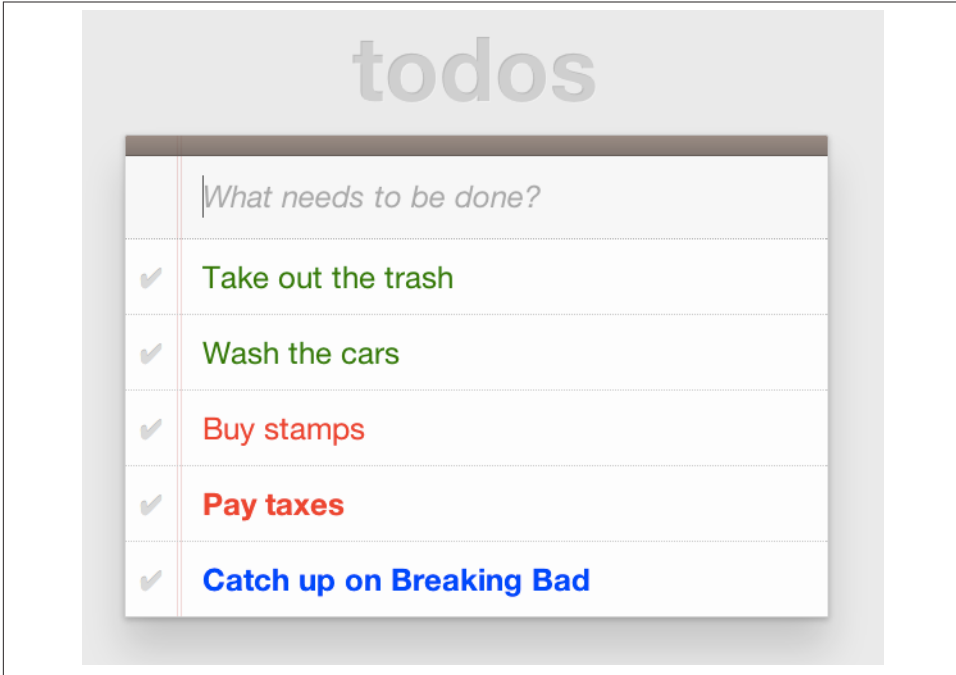 todos
What needs to be done?
Take out the trash
Wash the cars
Buy stamps
Pay taxes
Catch up on Breaking Bad